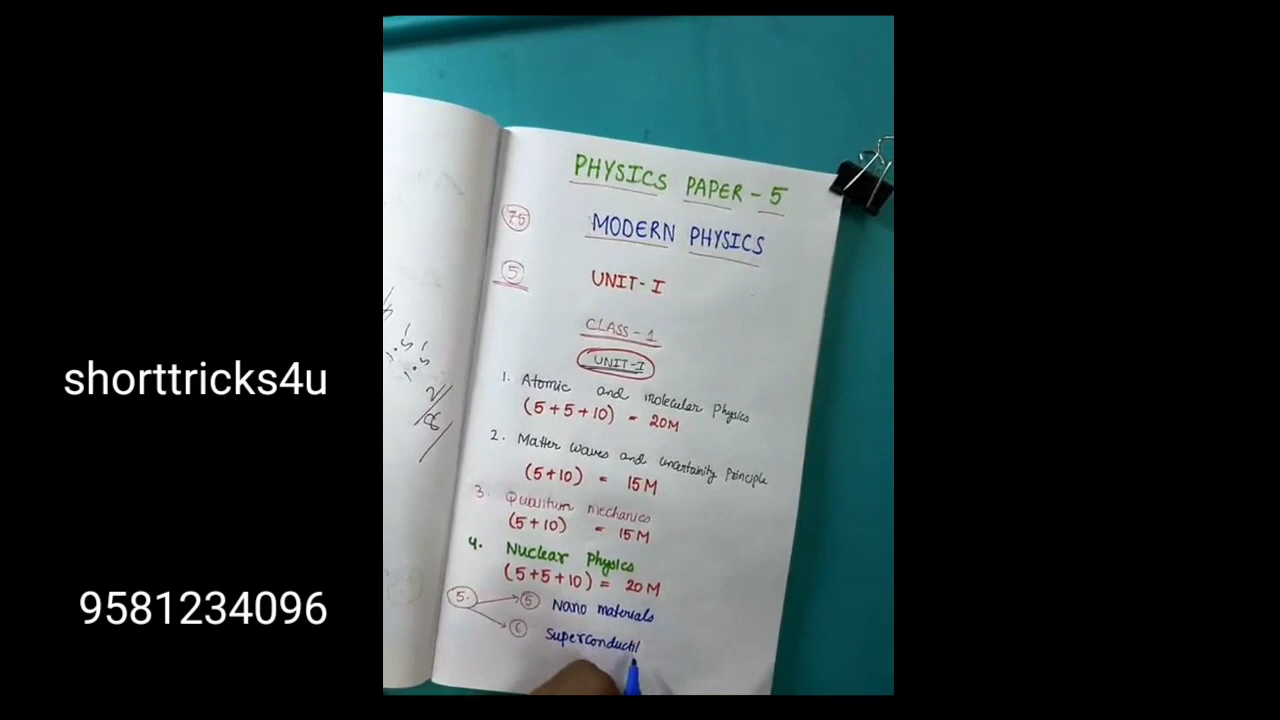 shorttricks4u
9581234096
PHYSICS PAPER - 5
75
MODERN PHYSICS
5
UNIT- I
CLASS - 1
UNIT-I
1. Atomic and molecular Physics
(5+5+10) = 20M
2. Matter waves and uncertainity Principle
(5+10) = 15M
3. Quantum mechanics
(5+10) = 15M
4. Nuclear Physics
(5+5+10) = 20M
5. 5 Nano materials
6 Superconducti